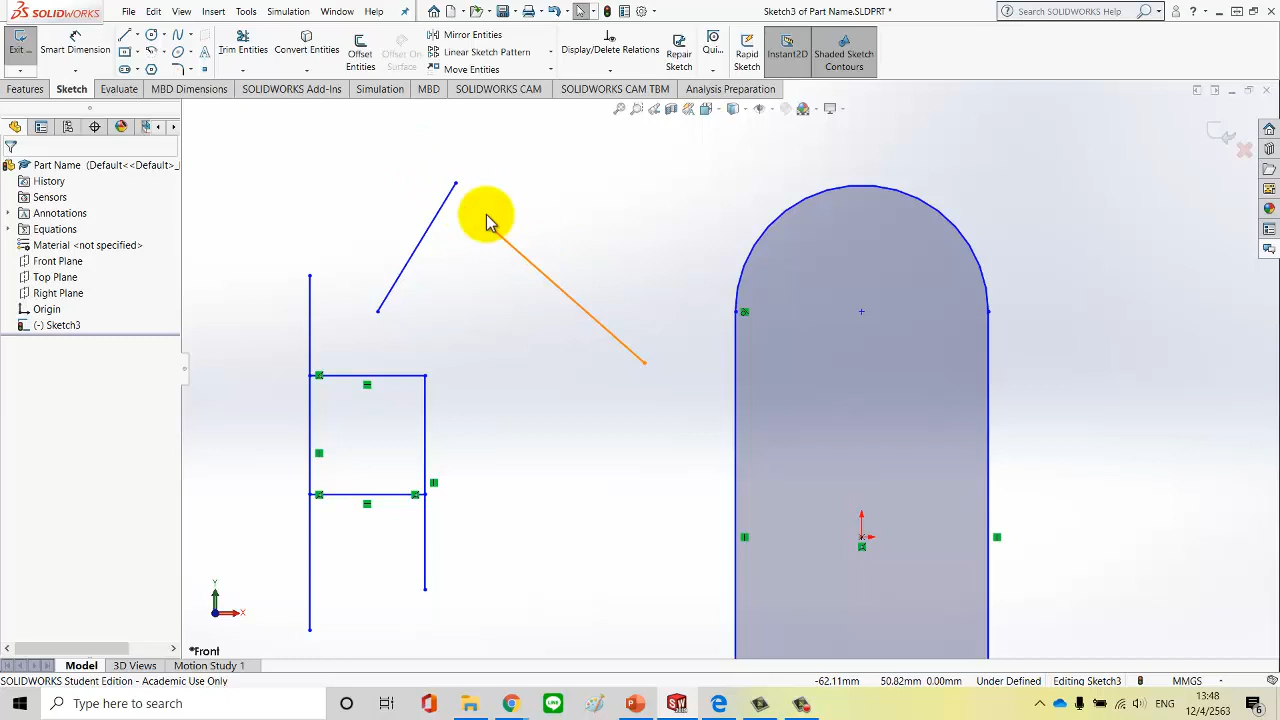 SOLIDWORKS
File Edit View Insert Tools Simulation Window Help
Sketch3 of Part Name.SLDPRT *
Search SOLIDWORKS Help
Exit...
Smart Dimension
Trim Entities
Convert Entities
Offset Entities
Offset On Surface
Mirror Entities
Linear Sketch Pattern
Move Entities
Display/Delete Relations
Repair Sketch
Qui...
Rapid Sketch
Instant2D
Shaded Sketch Contours
Features Sketch Evaluate MBD Dimensions SOLIDWORKS Add-Ins Simulation MBD SOLIDWORKS CAM SOLIDWORKS CAM TBM Analysis Preparation
Part Name (Default<<Default>_
History
Sensors
Annotations
Equations
Material <not specified>
Front Plane
Top Plane
Right Plane
Origin
(-) Sketch3
Y
X
*Front
Model 3D Views Motion Study 1
SOLIDWORKS Student Edition - Academic Use Only
-62.11mm 50.82mm 0.00mm Under Defined Editing Sketch3 MMGS
Type here to search
ENG
13:48
12/4/2563
6